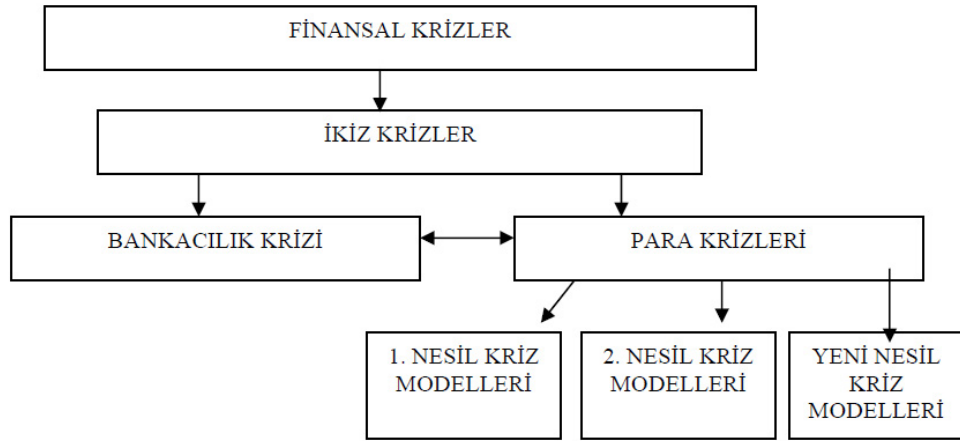 FİNANSAL KRİZLER
İKİZ KRİZLER
BANKACILIK KRİZİ
PARA KRİZLERİ
1. NESİL KRİZ
MODELLERİ
2. NESİL KRİZ
MODELLERİ
YENİ NESİL
KRİZ
MODELLERİ